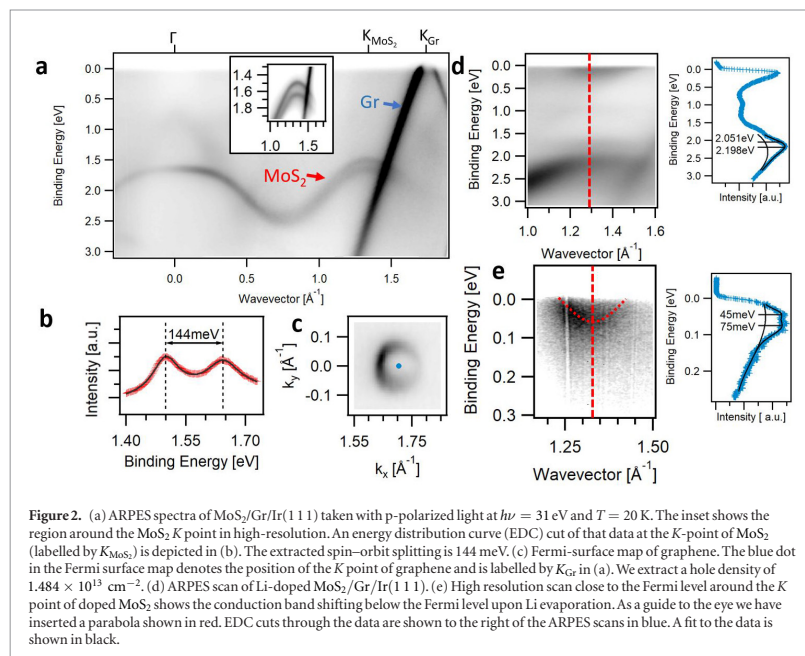 Γ
K_MoS2
K_Gr
a
Binding Energy [eV]
0.0
0.5
1.0
1.5
2.0
2.5
3.0
1.4
1.6
1.8
1.0
1.5
Gr
MoS2
0.0
0.5
1.0
1.5
Wavevector [Å-1]
d
Binding Energy [eV]
0.0
0.5
1.0
1.5
2.0
2.5
3.0
1.0
1.2
1.4
1.6
Wavevector [Å-1]
Binding Energy [eV]
0.0
0.5
1.0
1.5
2.0
2.5
3.0
2.051eV
2.198eV
Intensity [a.u.]
b
Intensity [a.u.]
144meV
1.40
1.55
1.70
Binding Energy [eV]
c
ky [Å-1]
0.1
0.0
-0.1
1.55
1.70
kx [Å-1]
e
Binding Energy [eV]
0.0
0.1
0.2
0.3
1.25
1.50
Wavevector [Å-1]
Binding Energy [eV]
0.0
0.1
0.2
45meV
75meV
Intensity [a.u.]
Figure 2. (a) ARPES spectra of MoS2/Gr/Ir(1 1 1) taken with p-polarized light at hν = 31 eV and T = 20 K. The inset shows the
region around the MoS2 K point in high-resolution. An energy distribution curve (EDC) cut of that data at the K-point of MoS2
(labelled by K_MoS2) is depicted in (b). The extracted spin–orbit splitting is 144 meV. (c) Fermi-surface map of graphene. The blue dot
in the Fermi surface map denotes the position of the K point of graphene and is labelled by K_Gr in (a). We extract a hole density of
1.484 × 10^13 cm^−2. (d) ARPES scan of Li-doped MoS2/Gr/Ir(1 1 1). (e) High resolution scan close to the Fermi level around the K
point of doped MoS2 shows the conduction band shifting below the Fermi level upon Li evaporation. As a guide to the eye we have
inserted a parabola shown in red. EDC cuts through the data are shown to the right of the ARPES scans in blue. A fit to the data is
shown in black.